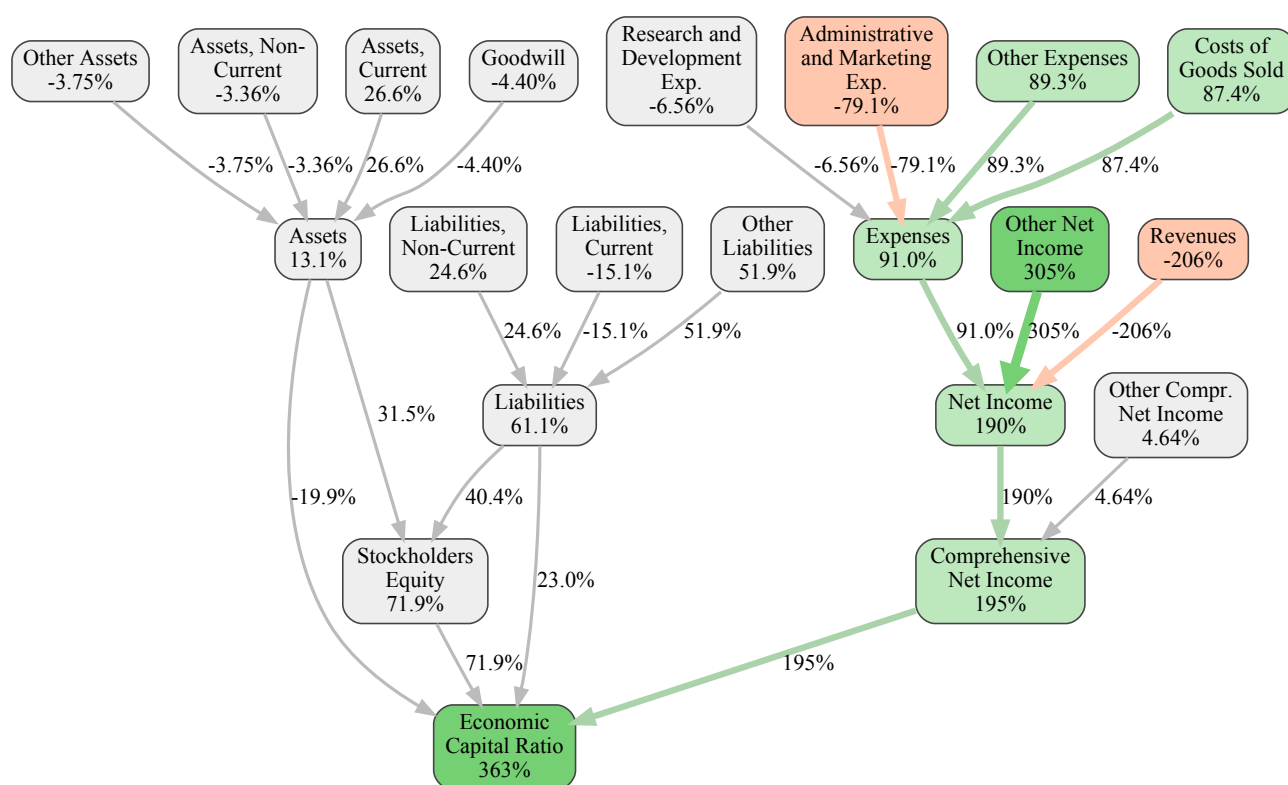 Other Assets
-3.75%
Assets, Non-
Current
-3.36%
Assets,
Current
26.6%
Goodwill
-4.40%
Research and
Development
Exp.
-6.56%
Administrative
and Marketing
Exp.
-79.1%
Other Expenses
89.3%
Costs of
Goods Sold
87.4%
-3.75%
-3.36%
26.6%
-4.40%
-6.56%
-79.1%
89.3%
87.4%
Assets
13.1%
Liabilities,
Non-Current
24.6%
Liabilities,
Current
-15.1%
Other
Liabilities
51.9%
Expenses
91.0%
Other Net
Income
305%
Revenues
-206%
24.6%
-15.1%
51.9%
91.0%
305%
-206%
31.5%
Liabilities
61.1%
Net Income
190%
Other Compr.
Net Income
4.64%
-19.9%
40.4%
190%
4.64%
Stockholders
Equity
71.9%
23.0%
Comprehensive
Net Income
195%
71.9%
195%
Economic
Capital Ratio
363%